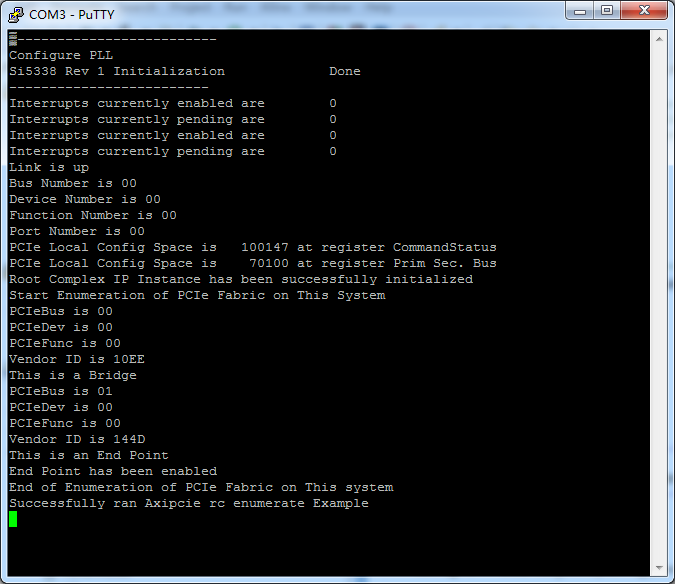 COM3 - PuTTY
-------------------------
Configure PLL
Si5338 Rev 1 Initialization             Done
-------------------------
Interrupts currently enabled are        0
Interrupts currently pending are        0
Interrupts currently enabled are        0
Interrupts currently pending are        0
Link is up
Bus Number is 00
Device Number is 00
Function Number is 00
Port Number is 00
PCIe Local Config Space is   100147 at register CommandStatus
PCIe Local Config Space is    70100 at register Prim Sec. Bus
Root Complex IP Instance has been successfully initialized
Start Enumeration of PCIe Fabric on This System
PCIeBus is 00
PCIeDev is 00
PCIeFunc is 00
Vendor ID is 10EE
This is a Bridge
PCIeBus is 01
PCIeDev is 00
PCIeFunc is 00
Vendor ID is 144D
This is an End Point
End Point has been enabled
End of Enumeration of PCIe Fabric on This system
Successfully ran Axipcie rc enumerate Example